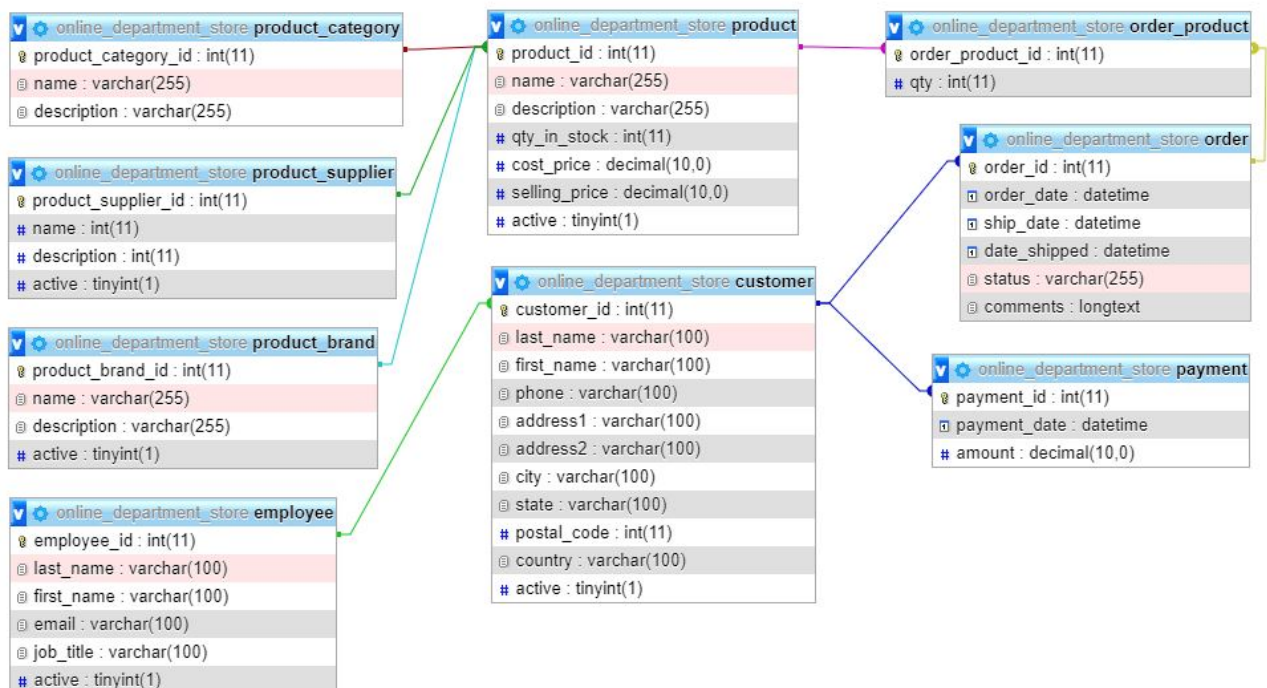 online_department_store product_category
product_category_id : int(11)
name : varchar(255)
description : varchar(255)
online_department_store product_supplier
product_supplier_id : int(11)
# name : int(11)
# description : int(11)
# active : tinyint(1)
online_department_store product_brand
product_brand_id : int(11)
name : varchar(255)
description : varchar(255)
# active : tinyint(1)
online_department_store employee
employee_id : int(11)
last_name : varchar(100)
first_name : varchar(100)
email : varchar(100)
job_title : varchar(100)
# active : tinyint(1)
online_department_store product
product_id : int(11)
name : varchar(255)
description : varchar(255)
# qty_in_stock : int(11)
# cost_price : decimal(10,0)
# selling_price : decimal(10,0)
# active : tinyint(1)
online_department_store customer
customer_id : int(11)
last_name : varchar(100)
first_name : varchar(100)
phone : varchar(100)
address1 : varchar(100)
address2 : varchar(100)
city : varchar(100)
state : varchar(100)
# postal_code : int(11)
country : varchar(100)
# active : tinyint(1)
online_department_store order_product
order_product_id : int(11)
# qty : int(11)
online_department_store order
order_id : int(11)
order_date : datetime
ship_date : datetime
date_shipped : datetime
status : varchar(255)
comments : longtext
online_department_store payment
payment_id : int(11)
payment_date : datetime
# amount : decimal(10,0)